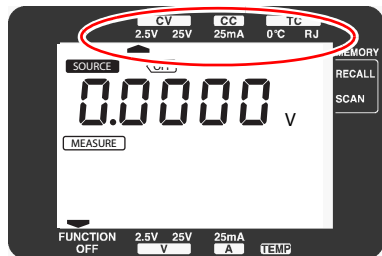 CV CC TC
2.5V 25V 25mA 0°C RJ
MEMORY
SOURCE OFF
RECALL
0.0000 V
SCAN
MEASURE
FUNCTION 2.5V 25V 25mA
OFF V A TEMP